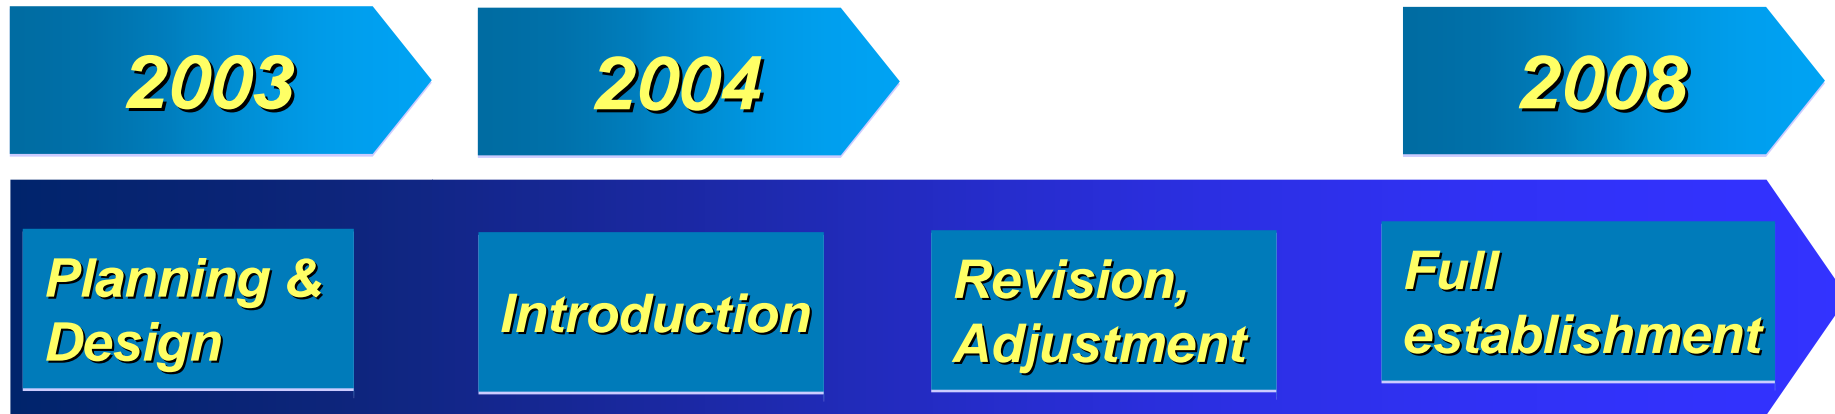 2003
2004
2008
Planning &
Design
Introduction
Revision,
Adjustment
Full
establishment